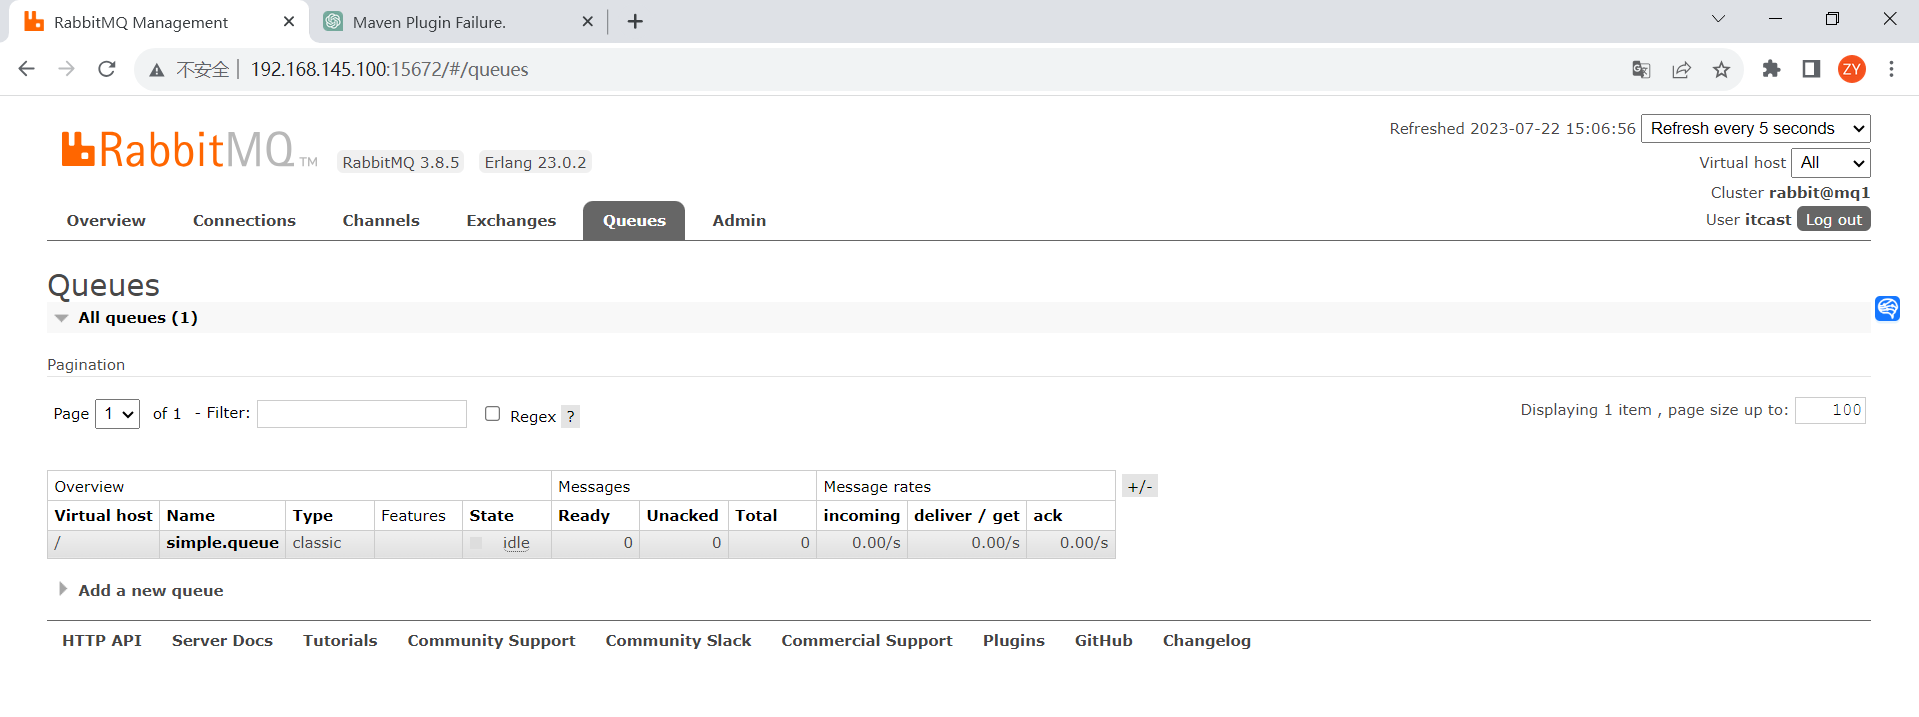 RabbitMQ Management
Maven Plugin Failure.
不安全 192.168.145.100:15672/#/queues
ZY
Refreshed 2023-07-22 15:06:56 Refresh every 5 seconds
RabbitMQ TM RabbitMQ 3.8.5 Erlang 23.0.2
Virtual host All
Cluster rabbit@mq1
User itcast Log out
Overview Connections Channels Exchanges Queues Admin
Queues
All queues (1)
Pagination
Page 1 of 1 - Filter: Regex ?
Displaying 1 item , page size up to: 100
Overview Messages Message rates +/-
Virtual host Name Type Features State Ready Unacked Total incoming deliver / get ack
/ simple.queue classic idle 0 0 0 0.00/s 0.00/s 0.00/s
Add a new queue
HTTP API Server Docs Tutorials Community Support Community Slack Commercial Support Plugins GitHub Changelog